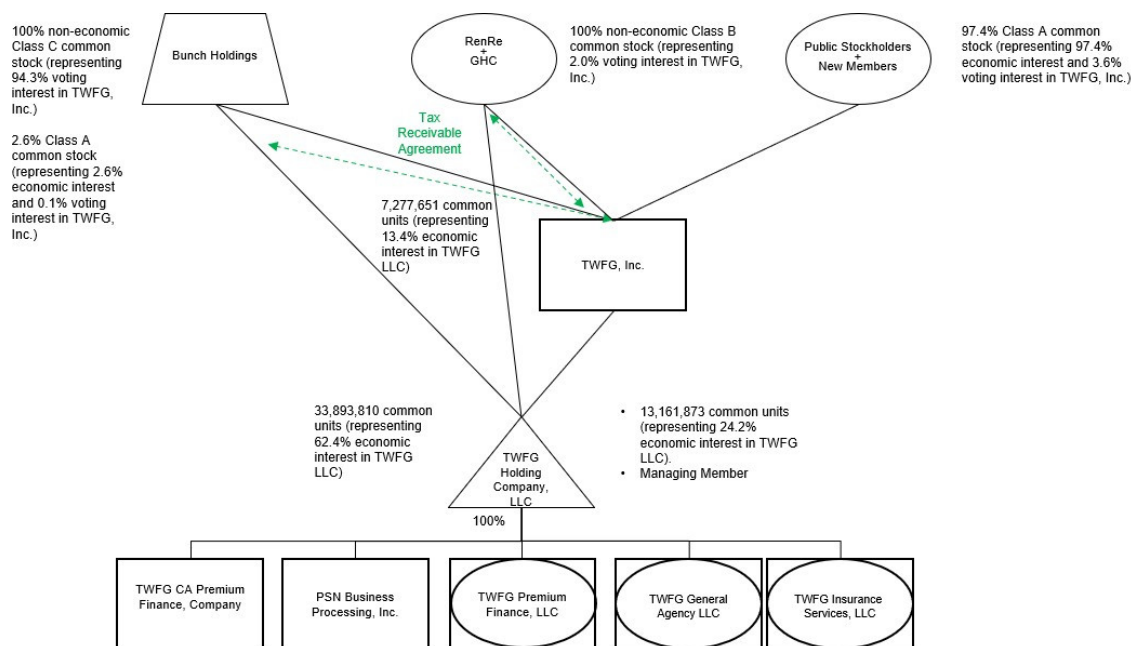 100% non-economic
Class C common
stock (representing
94.3% voting
interest in TWFG,
Inc.)
2.6% Class A
common stock
(representing 2.6%
economic interest
and 0.1% voting
interest in TWFG,
Inc.)
Bunch Holdings
RenRe
+
GHC
100% non-economic Class B
common stock (representing
2.0% voting interest in TWFG,
Inc.)
Public Stockholders
+
New Members
97.4% Class A common
stock (representing 97.4%
economic interest and 3.6%
voting interest in TWFG, Inc.)
Tax
Receivable
Agreement
7,277,651 common
units (representing
13.4% economic
interest in TWFG
LLC)
TWFG, Inc.
33,893,810 common
units (representing
62.4% economic
interest in TWFG
LLC)
• 13,161,873 common units
(representing 24.2%
economic interest in TWFG
LLC).
• Managing Member
TWFG
Holding
Company,
LLC
100%
TWFG CA Premium
Finance, Company
PSN Business
Processing, Inc.
TWFG Premium
Finance, LLC
TWFG General
Agency LLC
TWFG Insurance
Services, LLC